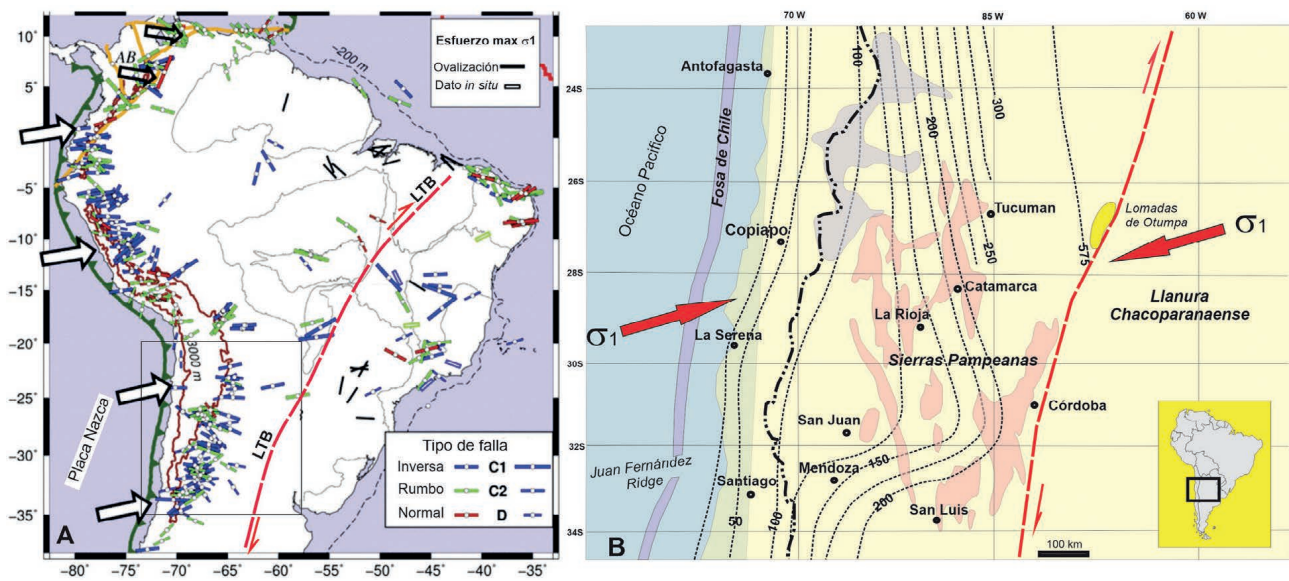 10°
5°
0°
−5°
−10°
−15°
−20°
−25°
−30°
−35°
−80°
−75°
−70°
−65°
−60°
−55°
−50°
−45°
−40°
−35°
AB
~200 m
Esfuerzo max σ1
Ovalización
Dato in situ
LTB
3000 m
Placa Nazca
LTB
Tipo de falla
Inversa C1
Rumbo C2
Normal D
A
70 W
85 W
60 W
24S
26S
28S
30S
32S
34S
Antofagasta
100
200
300
Océano Pacifico
Fosa de Chile
Tucuman
Lomadas
de Otumpa
Copiapo
250
575
σ1
Catamarca
Llanura
Chacoparanaense
La Rioja
σ1
La Serena
Sierras Pampeanas
Córdoba
San Juan
Juan Fernández
Ridge
Mendoza
150
Santiago
200
San Luis
50
100
100 km
B